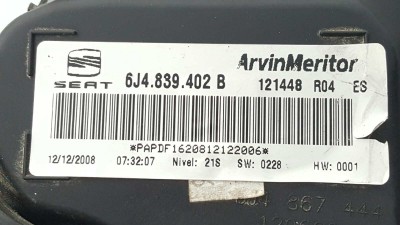 ArvinMeritor
SEAT 6J4.839.402 B 121448 R04 ES
*PAPDF1620812122006*
12/12/2008 07:32:07 Nivel: 21S SW: 0228 HW: 0001
867